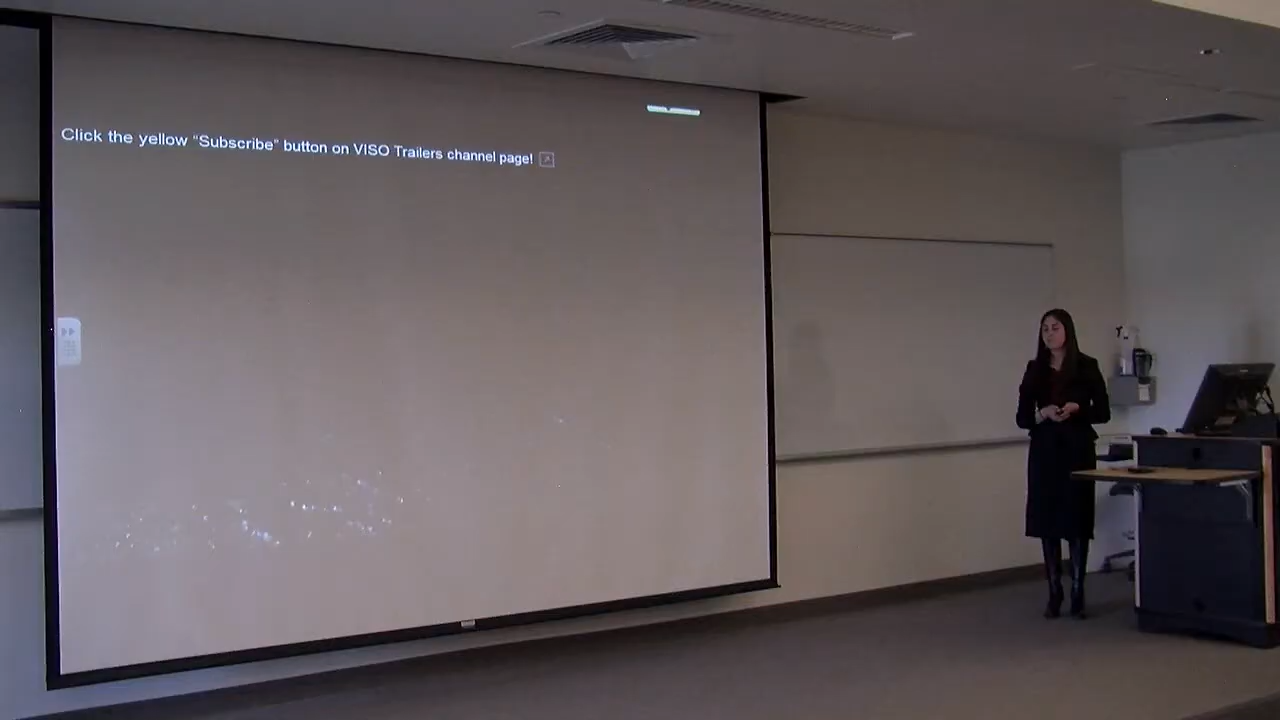 Click the yellow “Subscribe” button on VISO Trailers channel page!